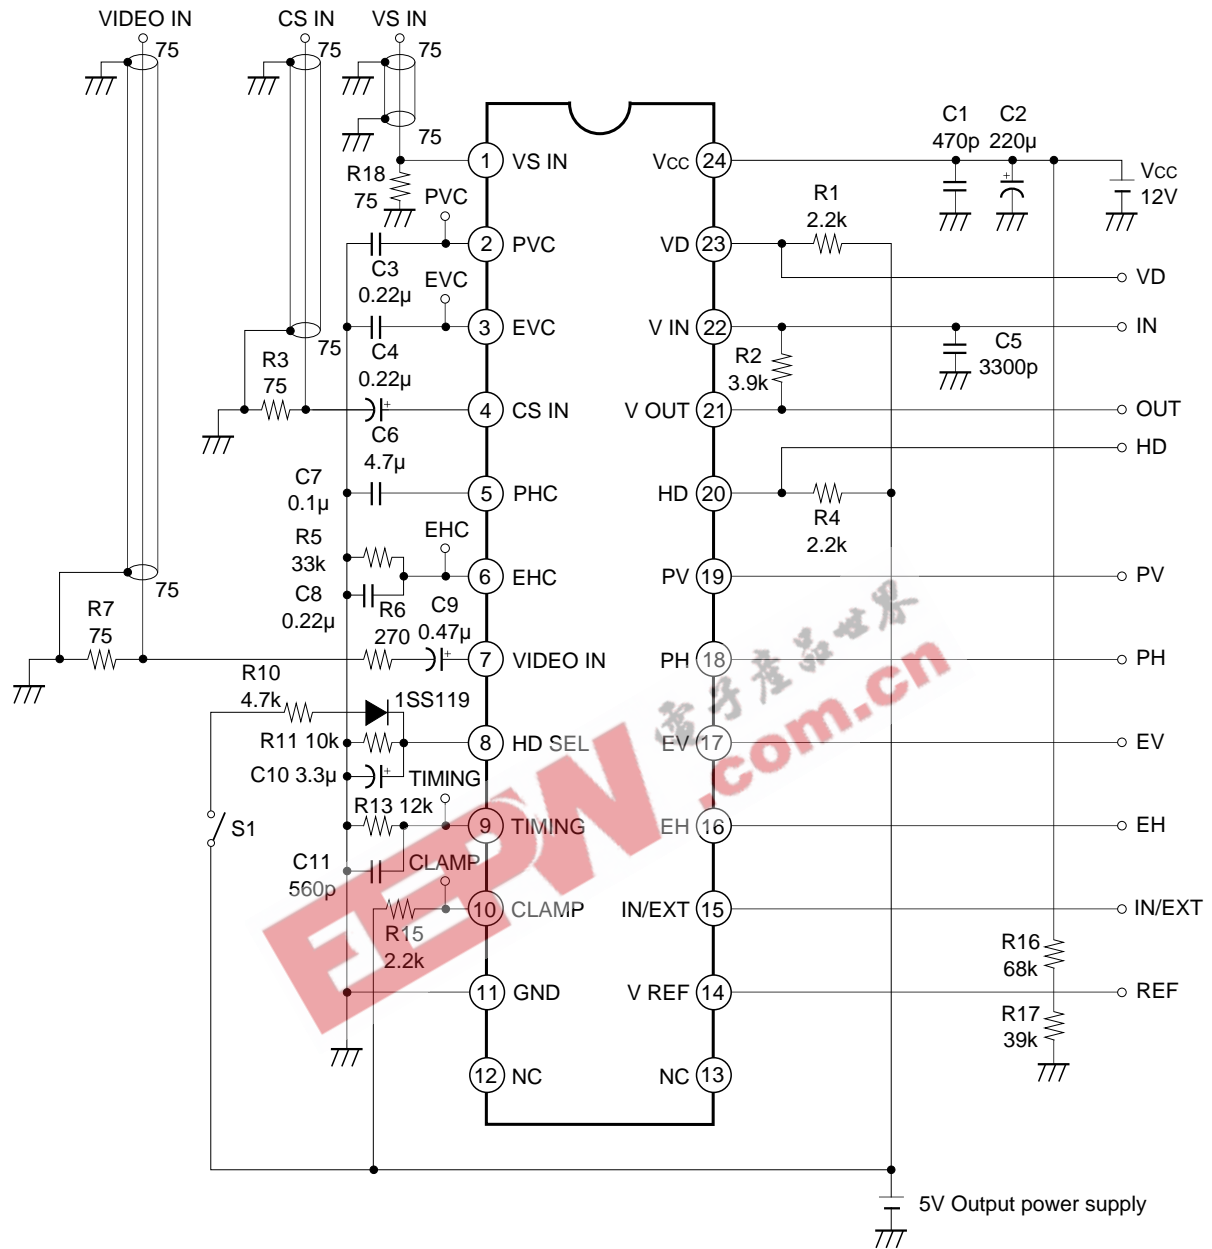 VIDEO IN
CS IN
VS IN
75
75
75
75
R18
75
1
VS IN
PVC
2
PVC
C3
0.22µ
EVC
3
EVC
C4
0.22µ
75
R3
75
4
CS IN
C6
4.7µ
C7
0.1µ
5
PHC
R5
33k
EHC
6
EHC
C8
0.22µ
R6
270
C9
0.47µ
75
R7
75
7
VIDEO IN
R10
4.7k
1SS119
R11 10k
8
HD SEL
C10 3.3µ
TIMING
R13 12k
9
TIMING
S1
C11
560p
CLAMP
10
CLAMP
R15
2.2k
11
GND
12
NC
VCC
24
C1
470p
C2
220µ
VCC
12V
R1
2.2k
VD
23
VD
V IN
22
IN
R2
3.9k
C5
3300p
V OUT
21
OUT
HD
HD
20
R4
2.2k
PV
19
PV
PH
18
PH
EV
17
EV
EH
16
EH
IN/EXT
15
IN/EXT
R16
68k
V REF
14
REF
R17
39k
NC
13
5V Output power supply
電子產品世界
EEPW
.com.cn